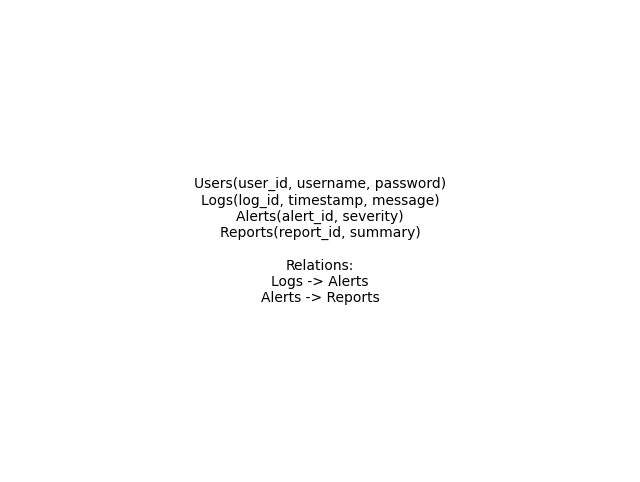 Users(user_id, username, password)
Logs(log_id, timestamp, message)
Alerts(alert_id, severity)
Reports(report_id, summary)
Relations:
Logs -> Alerts
Alerts -> Reports